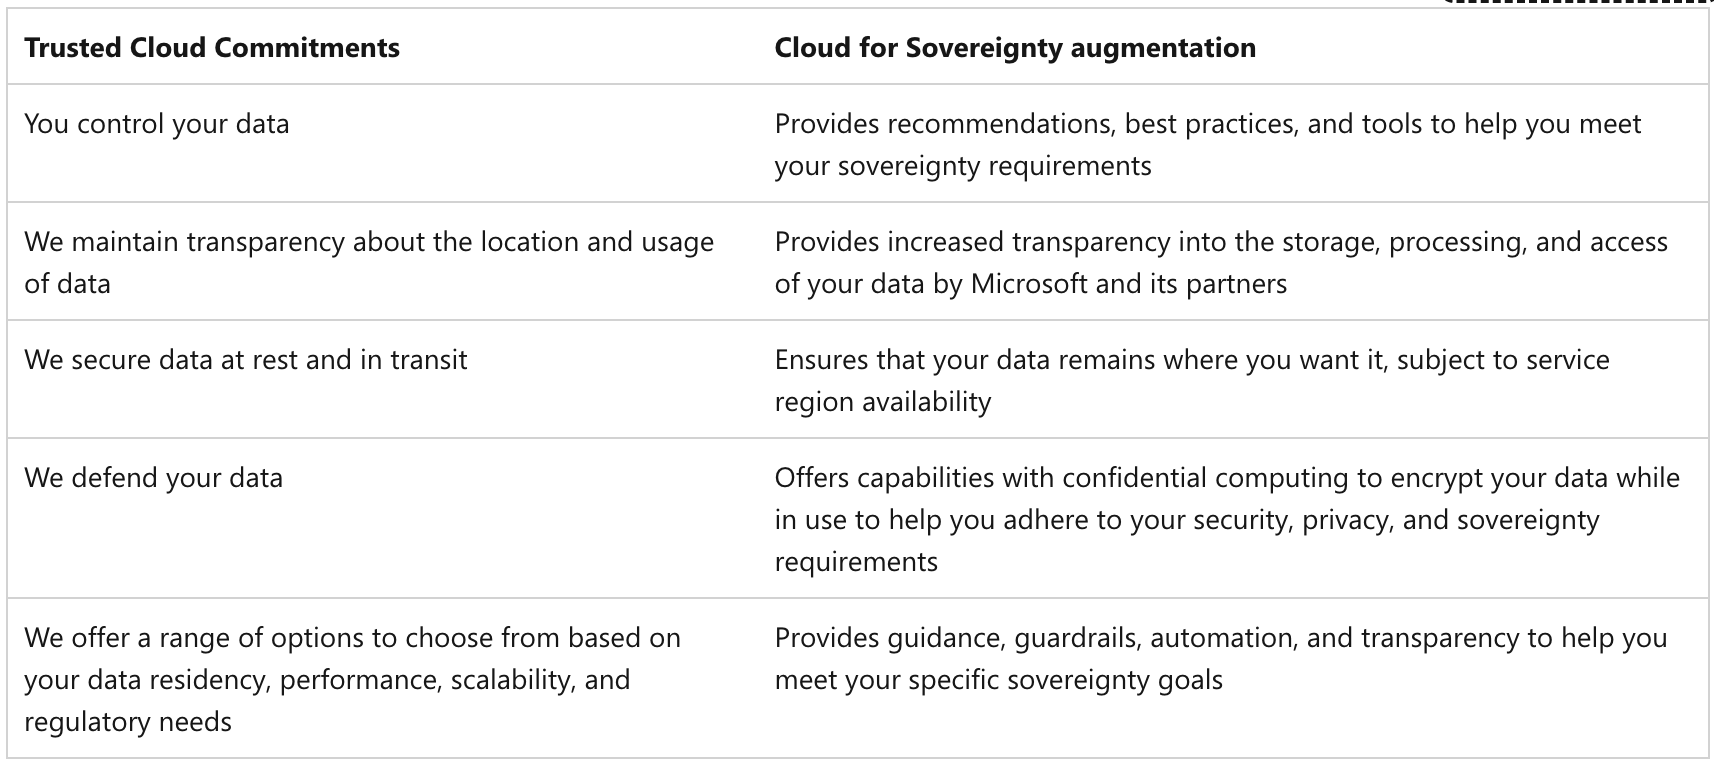 Trusted Cloud Commitments
Cloud for Sovereignty augmentation
You control your data
Provides recommendations, best practices, and tools to help you meet
your sovereignty requirements
We maintain transparency about the location and usage
of data
Provides increased transparency into the storage, processing, and access
of your data by Microsoft and its partners
We secure data at rest and in transit
Ensures that your data remains where you want it, subject to service
region availability
We defend your data
Offers capabilities with confidential computing to encrypt your data while
in use to help you adhere to your security, privacy, and sovereignty
requirements
We offer a range of options to choose from based on
your data residency, performance, scalability, and
regulatory needs
Provides guidance, guardrails, automation, and transparency to help you
meet your specific sovereignty goals